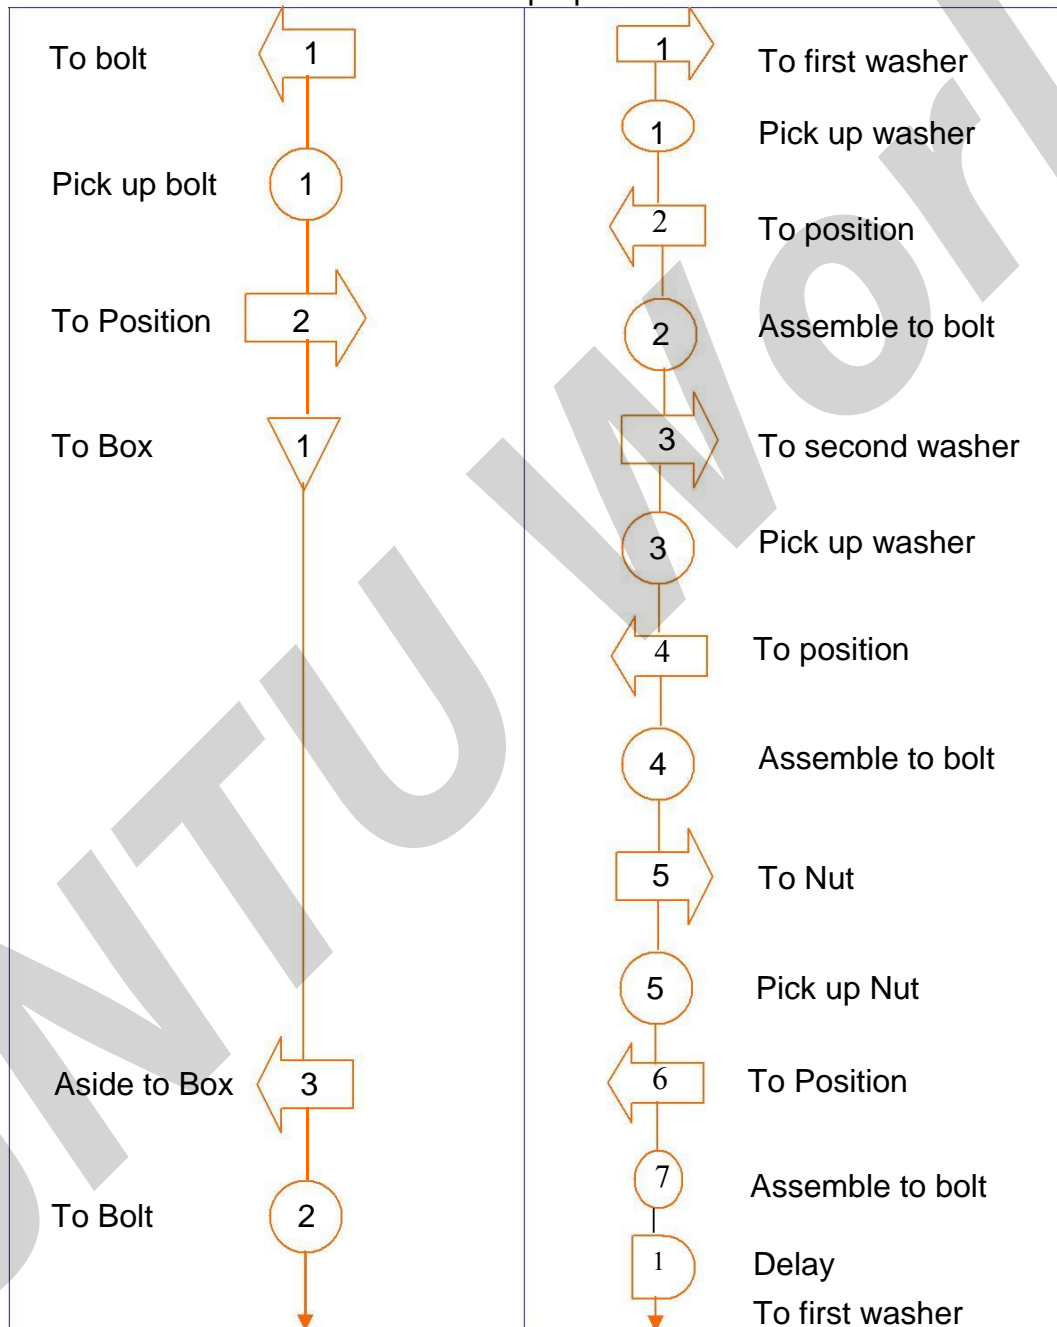 To bolt
1
Pick up bolt
1
To Position
2
To Box
1
Aside to Box
3
To Bolt
2
1
To first washer
1
Pick up washer
2
To position
2
Assemble to bolt
3
To second washer
3
Pick up washer
4
To position
4
Assemble to bolt
5
To Nut
5
Pick up Nut
6
To Position
7
Assemble to bolt
1
Delay
To first washer